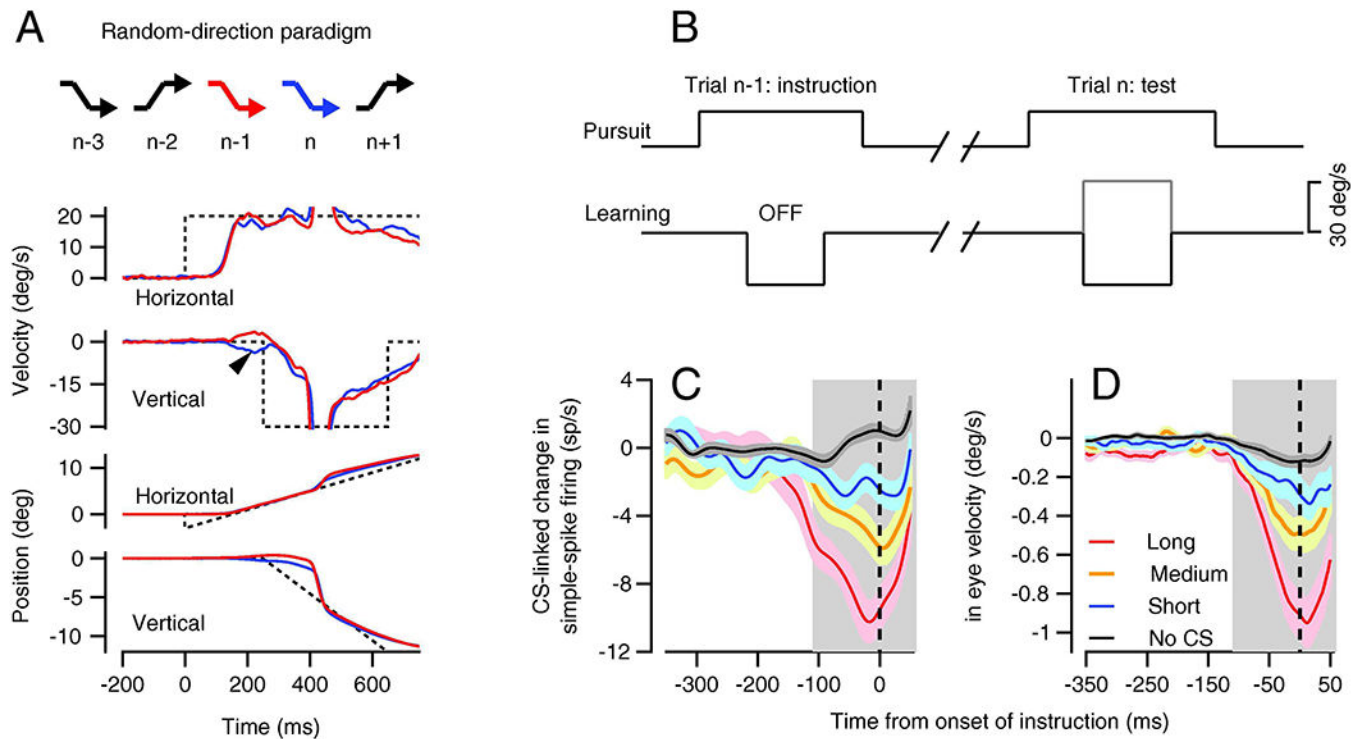 A
Random-direction paradigm
n-3 n-2 n-1 n n+1
Velocity (deg/s)
20
10
0
Horizontal
0
-15
-30
Vertical
Position (deg)
10
0
Horizontal
0
-5
-10
Vertical
-200 0 200 400 600
Time (ms)
B
Trial n-1: instruction Trial n: test
Pursuit
Learning OFF
30 deg/s
C
CS-linked change in
simple-spike firing (sp/s)
4
0
-4
-8
-12
-300 -200 -100 0
D
in eye velocity (deg/s)
0
-0.2
-0.4
-0.6
-0.8
-1
Long
Medium
Short
No CS
-350 -250 -150 -50 50
Time from onset of instruction (ms)